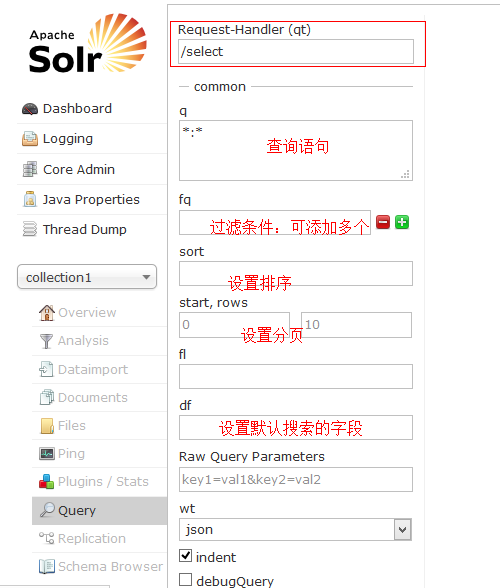 Apache
Solr
Dashboard
Logging
Core Admin
Java Properties
Thread Dump
collection1
Overview
Analysis
Dataimport
Documents
Files
Ping
Plugins / Stats
Query
Replication
Schema Browser
Request-Handler (qt)
/select
common
q
*:*
查询语句
fq
过滤条件：可添加多个
sort
设置排序
start, rows
0 10
设置分页
fl
df
设置默认搜索的字段
Raw Query Parameters
key1=val1&key2=val2
wt
json
indent
debugQuery